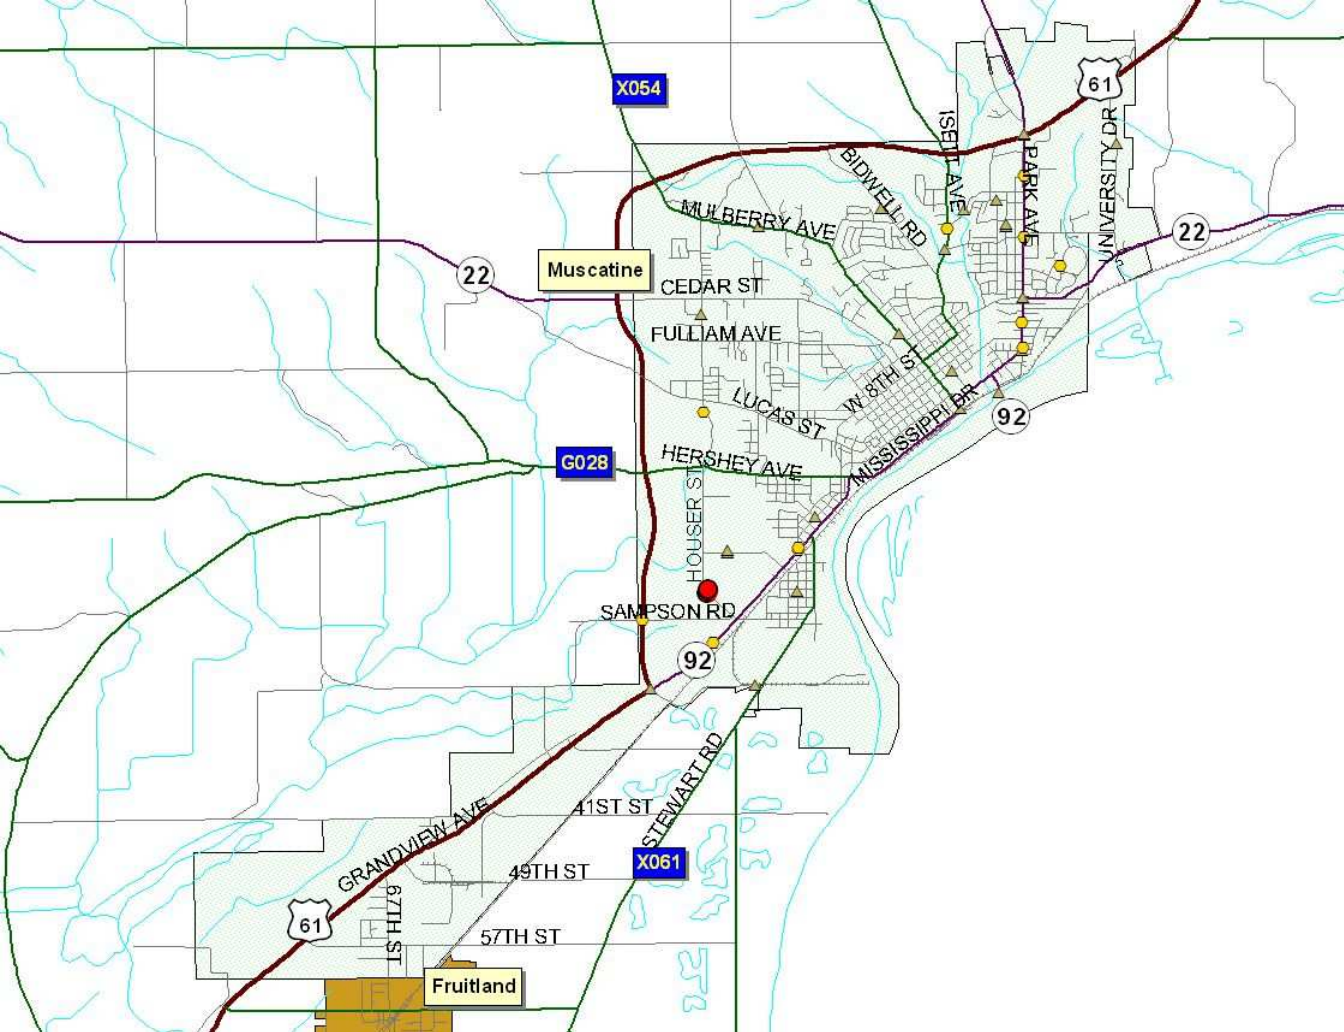 X054
61
ISETT AVE
BIDWELL RD
PARK AVE
UNIVERSITY DR
MULBERRY AVE
22
22
Muscatine
CEDAR ST
FULLIAM AVE
W 8TH ST
LUCAS ST
MISSISSIPPI DR
92
G028
HERSHEY AVE
HOUSER ST
SAMPSON RD
92
STEWART RD
41ST ST
GRANDVIEW AVE
X061
49TH ST
67TH ST
61
57TH ST
Fruitland